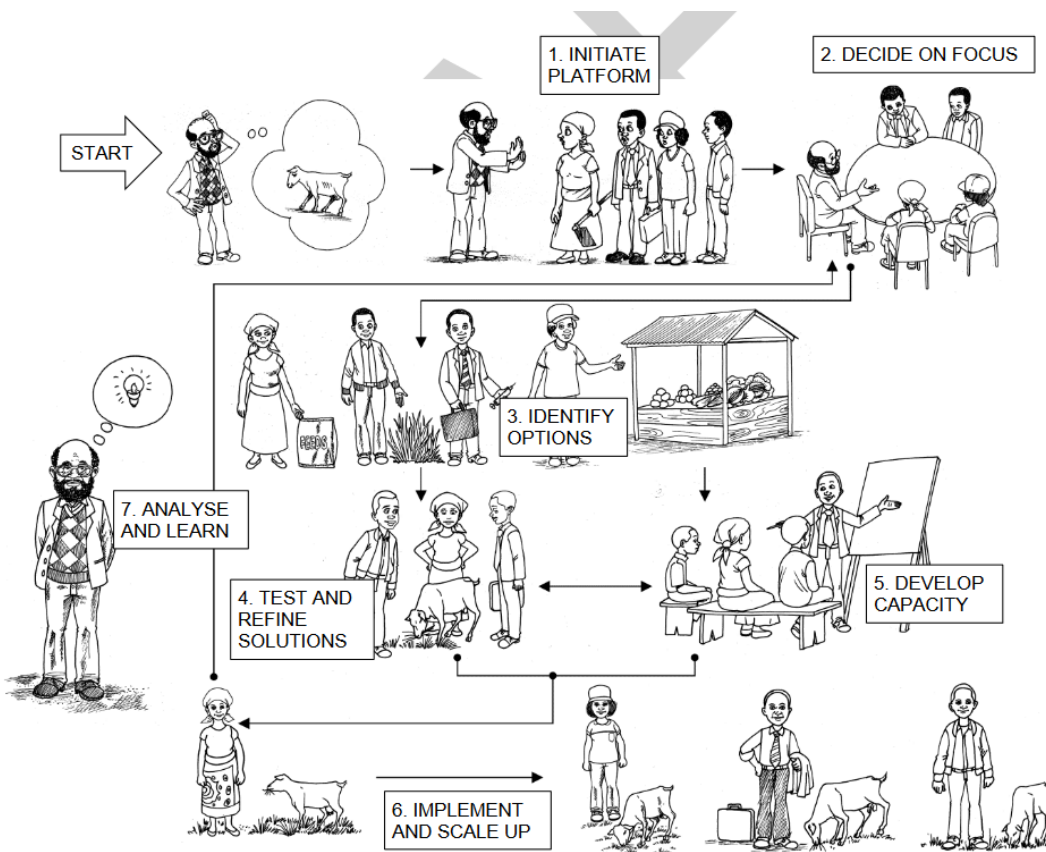 START
1. INITIATE
PLATFORM
2. DECIDE ON FOCUS
FEEDS
3. IDENTIFY
OPTIONS
7. ANALYSE
AND LEARN
4. TEST AND
REFINE
SOLUTIONS
5. DEVELOP
CAPACITY
6. IMPLEMENT
AND SCALE UP